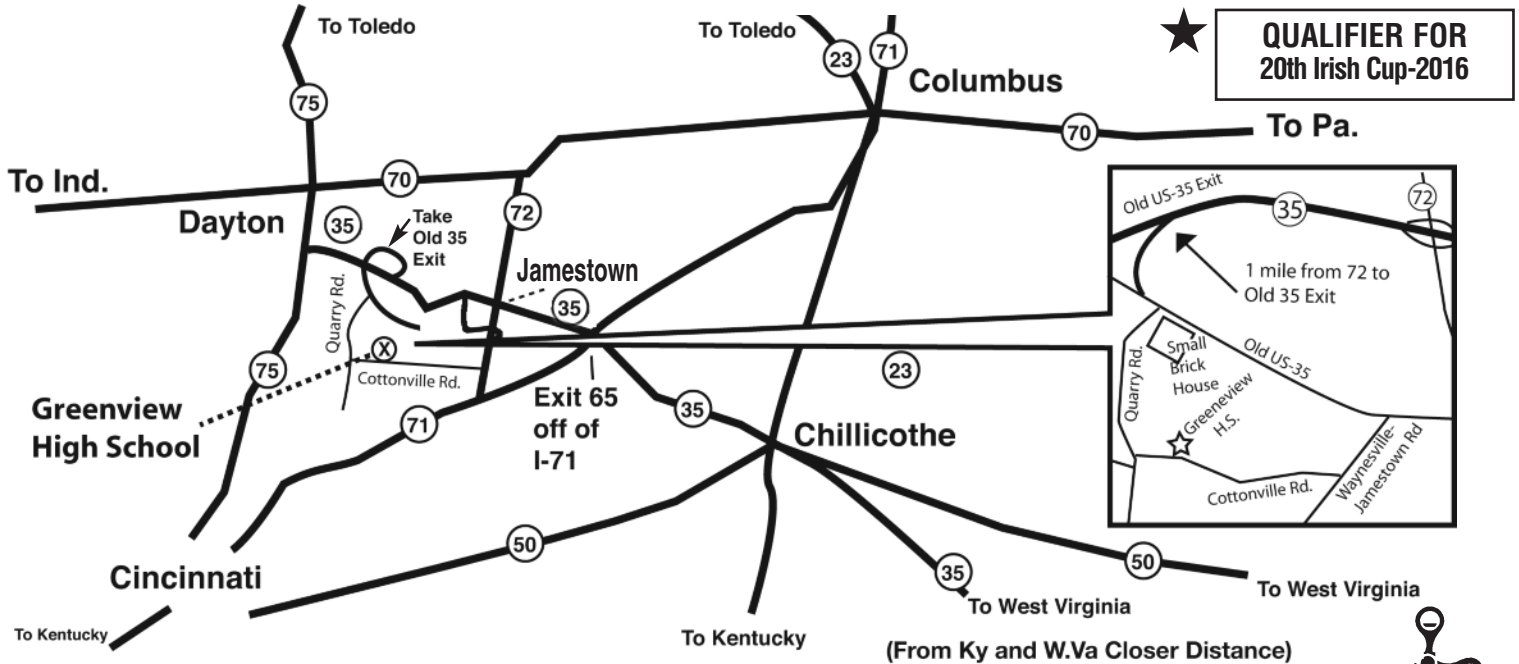 To Toledo
To Toledo
QUALIFIER FOR
20th Irish Cup-2016
23
71
Columbus
75
70
To Pa.
To Ind.
70
Dayton
35
Take
Old 35
Exit
72
Jamestown
35
Quarry Rd.
X
Cottonville Rd.
75
Greenview
High School
71
Exit 65
off of
I-71
35
23
Chillicothe
Old US-35 Exit
35
72
1 mile from 72 to
Old 35 Exit
Small
Brick
House
Old US-35
Quarry Rd.
Greeneview
H.S.
Cottonville Rd.
Waynesville-
Jamestown Rd
50
Cincinnati
To Kentucky
35
50
To West Virginia
To West Virginia
To Kentucky
(From Ky and W.Va Closer Distance)